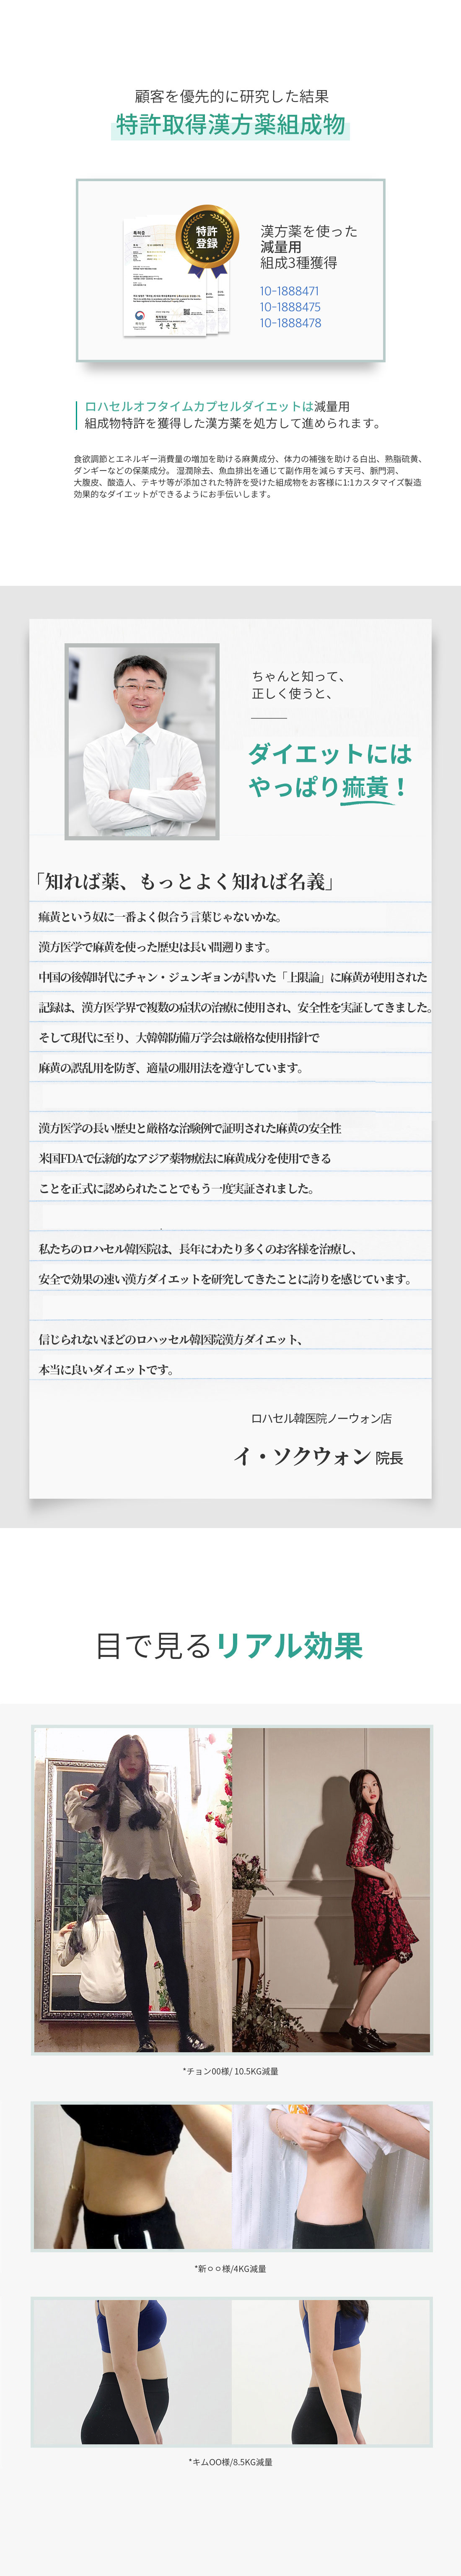 顧客を優先的に研究した結果
特許取得漢方薬組成物
특허증
特許
登録
漢方薬を使った
減量用
組成3種獲得
10-1888471
10-1888475
10-1888478
ロハセルオフタイムカプセルダイエットは減量用
組成物特許を獲得した漢方薬を処方して進められます。
食欲調節とエネルギー消費量の増加を助ける麻黄成分、体力の補強を助ける白出、熟脂硫黄、
ダンギーなどの保薬成分。 湿潤除去、魚血排出を通じて副作用を減らす天弓、脈門洞、
大腹皮、酸造人、テキサ等が添加された特許を受けた組成物をお客様に1:1カスタマイズ製造
効果的なダイエットができるようにお手伝いします。
ちゃんと知って、
正しく使うと、
ダイエットには
やっぱり痲黃！
「知れば薬、もっとよく知れば名義」
痲黄という奴に一番よく似合う言葉じゃないかな。
漢方医学で麻黄を使った歴史は長い間遡ります。
中国の後韓時代にチャン・ジュンギョンが書いた「上限論」に麻黄が使用された
記録は、漢方医学界で複数の症状の治療に使用され、安全性を実証してきました。
そして現代に至り、大韓韓防備万学会は厳格な使用指針で
麻黄の誤乱用を防ぎ、適量の服用法を遵守しています。
漢方医学の長い歴史と厳格な治験例で証明された麻黄の安全性
米国FDAで伝統的なアジア薬物療法に麻黄成分を使用できる
ことを正式に認められたことでもう一度実証されました。
私たちのロハセル韓医院は、長年にわたり多くのお客様を治療し、
安全で効果の速い漢方ダイエットを研究してきたことに誇りを感じています。
信じられないほどのロハッセル韓医院漢方ダイエット、
本当に良いダイエットです。
ロハセル韓医院ノーウォン店
イ・ソクウォン 院長
目で見るリアル効果
*チョン00様/ 10.5KG減量
*新ㅇㅇ様/4KG減量
*キムOO様/8.5KG減量